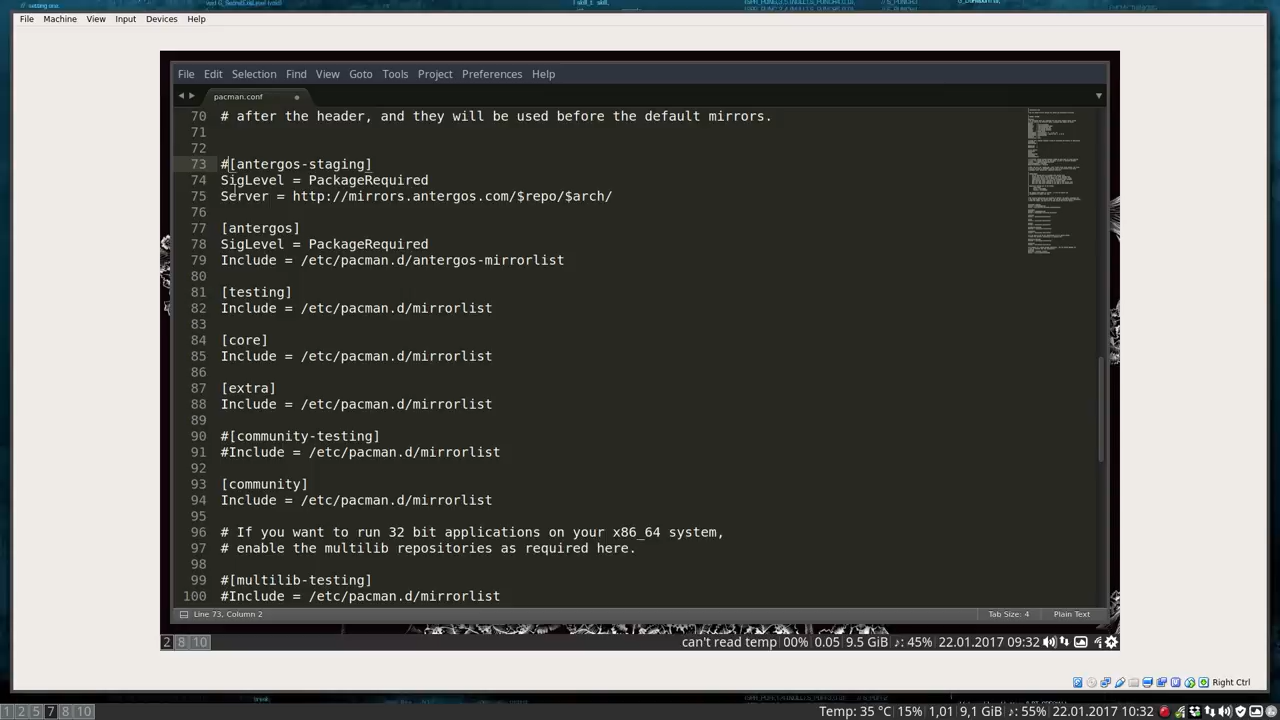 File Machine View Input Devices Help
File Edit Selection Find View Goto Tools Project Preferences Help
pacman.conf
70 # after the header, and they will be used before the default mirrors.
71
72
73 #[antergos-staging]
74 SigLevel = PackageRequired
75 Server = http://mirrors.antergos.com/$repo/$arch/
76
77 [antergos]
78 SigLevel = PackageRequired
79 Include = /etc/pacman.d/antergos-mirrorlist
80
81 [testing]
82 Include = /etc/pacman.d/mirrorlist
83
84 [core]
85 Include = /etc/pacman.d/mirrorlist
86
87 [extra]
88 Include = /etc/pacman.d/mirrorlist
89
90 #[community-testing]
91 #Include = /etc/pacman.d/mirrorlist
92
93 [community]
94 Include = /etc/pacman.d/mirrorlist
95
96 # If you want to run 32 bit applications on your x86_64 system,
97 # enable the multilib repositories as required here.
98
99 #[multilib-testing]
100 #Include = /etc/pacman.d/mirrorlist
Line 73, Column 2 Tab Size: 4 Plain Text
2 8 10 can't read temp 00% 0.05 9.5 GiB ♪: 45% 22.01.2017 09:32
Right Ctrl
1 2 5 7 8 10 Temp: 35 °C 15% 1,01 9,1 GiB ♪: 55% 22.01.2017 10:32